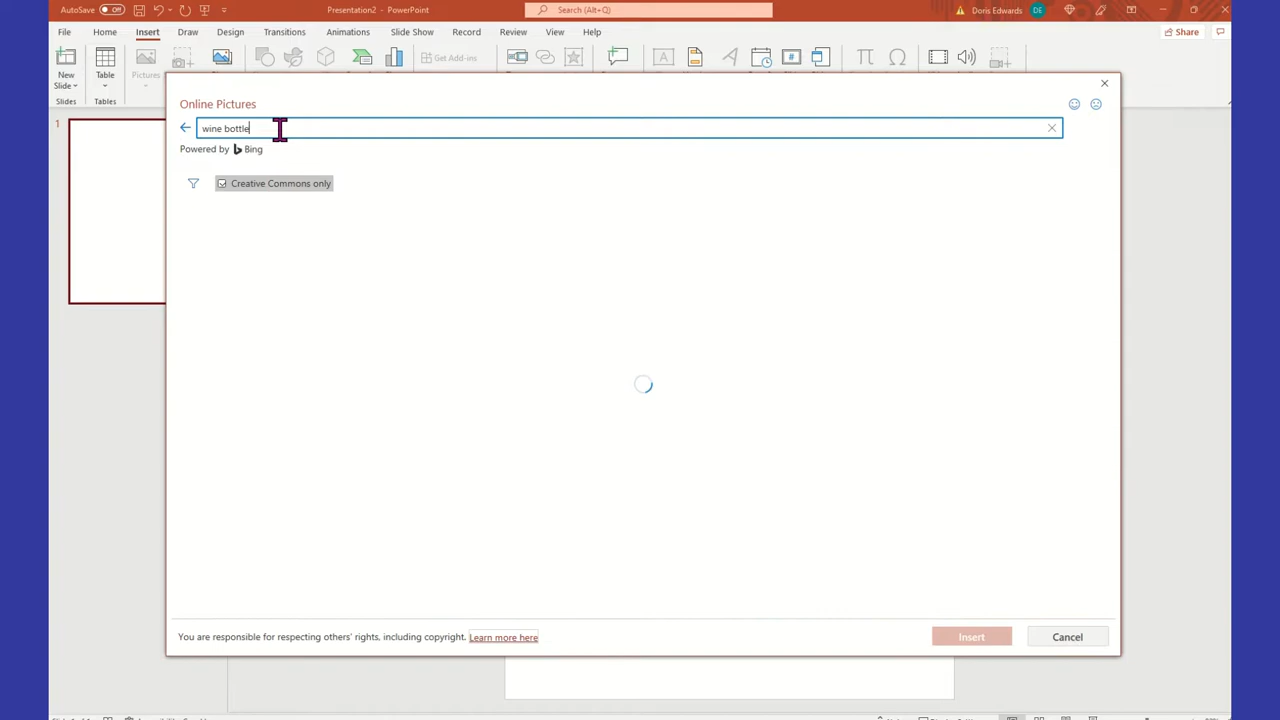 AutoSave Off Presentation2 - PowerPoint Search (Alt+Q) Doris Edwards DE
File Home Insert Draw Design Transitions Animations Slide Show Record Review View Help Share
New Slide Table Pictures Get Add-ins
Slides Tables
Online Pictures
1 wine bottle
Powered by Bing
Creative Commons only
You are responsible for respecting others' rights, including copyright. Learn more here Insert Cancel